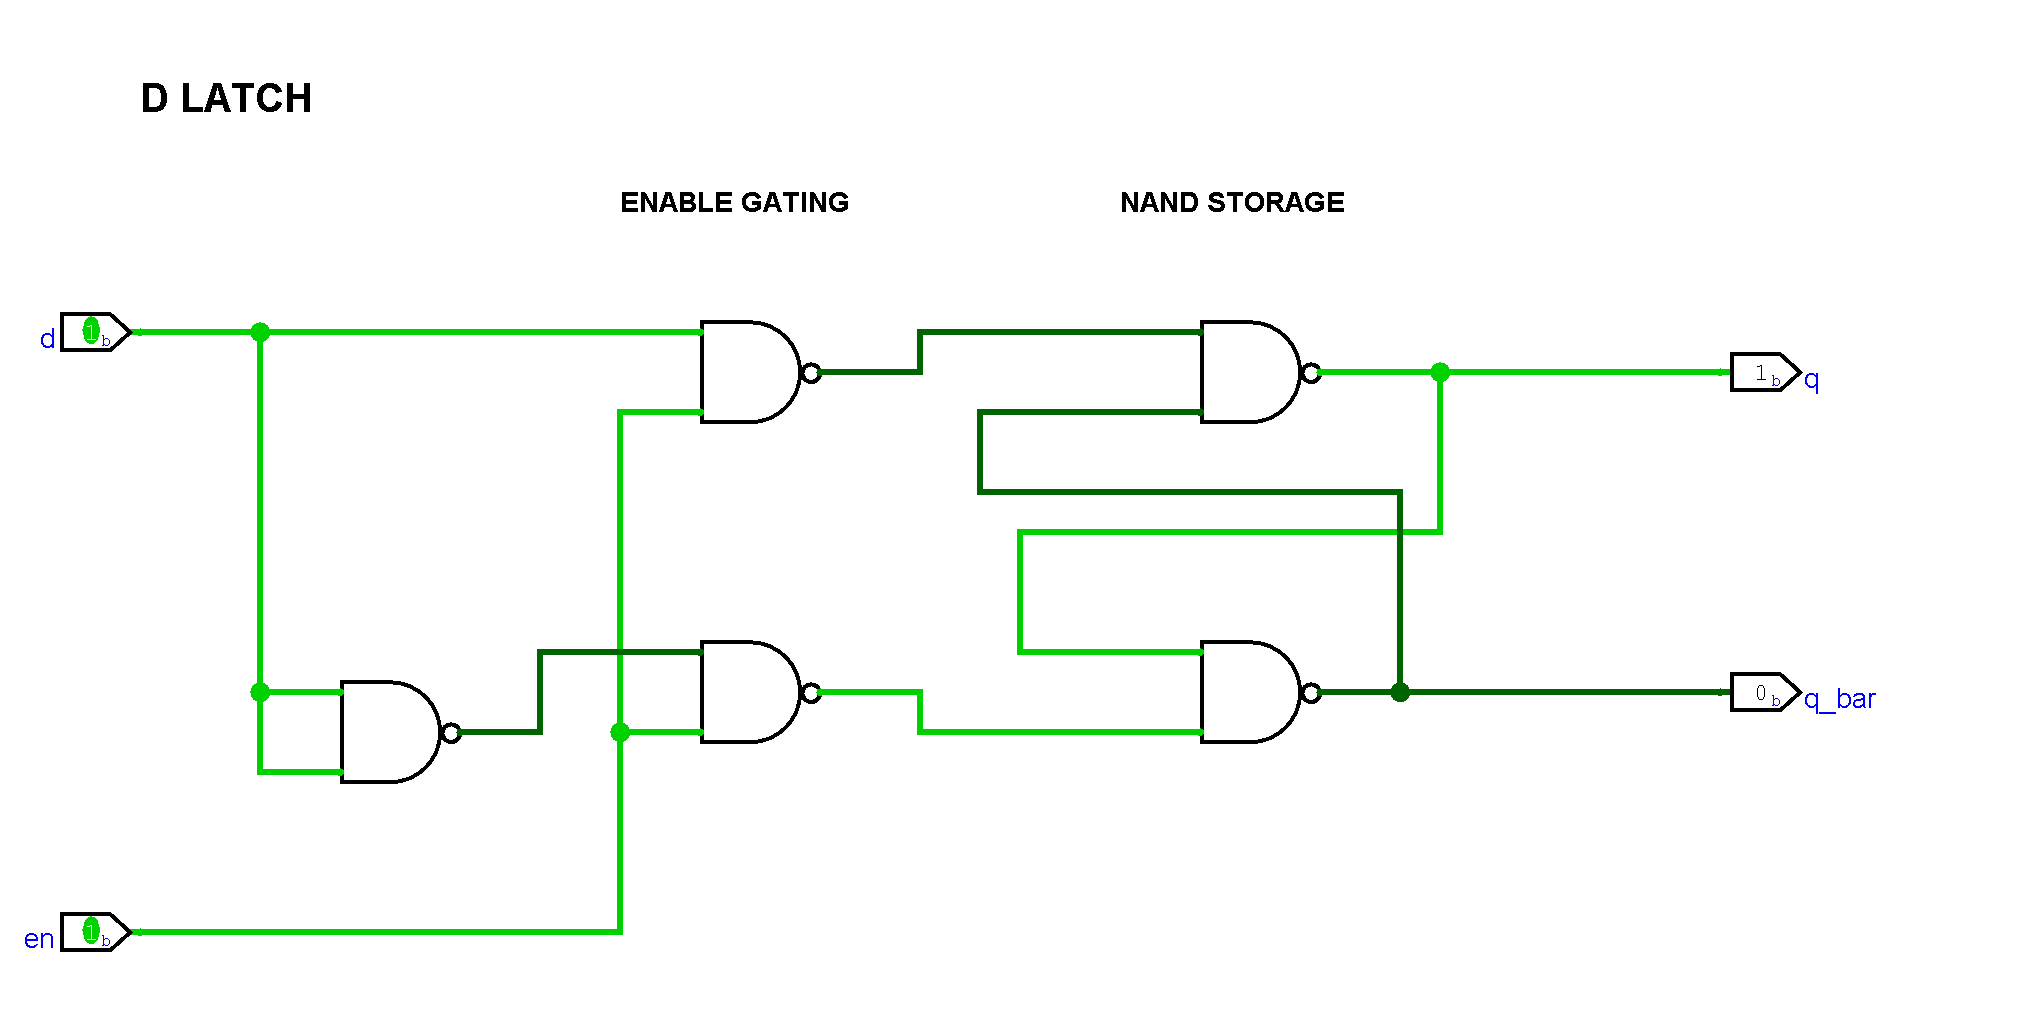 D LATCH
ENABLE GATING NAND STORAGE
d 1b
1b q
0b q_bar
en 1b